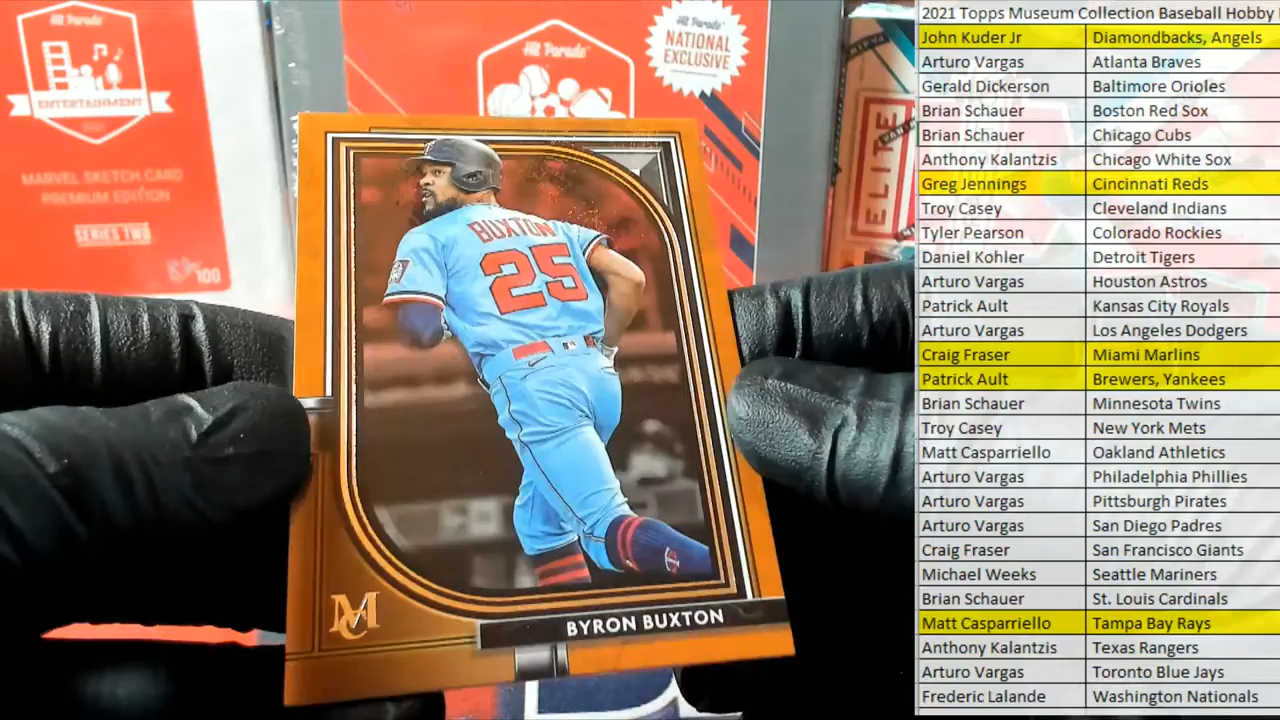 Hit Parade
ENTERTAINMENT
MARVEL SKETCH CARD
PREMIUM EDITION
SERIES TWO
Hit Parade
Hit Parade
NATIONAL
EXCLUSIVE
ELITE
BUXTON
25
MC
BYRON BUXTON
2021 Topps Museum Collection Baseball Hobby
John Kuder Jr Diamondbacks, Angels
Arturo Vargas Atlanta Braves
Gerald Dickerson Baltimore Orioles
Brian Schauer Boston Red Sox
Brian Schauer Chicago Cubs
Anthony Kalantzis Chicago White Sox
Greg Jennings Cincinnati Reds
Troy Casey Cleveland Indians
Tyler Pearson Colorado Rockies
Daniel Kohler Detroit Tigers
Arturo Vargas Houston Astros
Patrick Ault Kansas City Royals
Arturo Vargas Los Angeles Dodgers
Craig Fraser Miami Marlins
Patrick Ault Brewers, Yankees
Brian Schauer Minnesota Twins
Troy Casey New York Mets
Matt Casparriello Oakland Athletics
Arturo Vargas Philadelphia Phillies
Arturo Vargas Pittsburgh Pirates
Arturo Vargas San Diego Padres
Craig Fraser San Francisco Giants
Michael Weeks Seattle Mariners
Brian Schauer St. Louis Cardinals
Matt Casparriello Tampa Bay Rays
Anthony Kalantzis Texas Rangers
Arturo Vargas Toronto Blue Jays
Frederic Lalande Washington Nationals